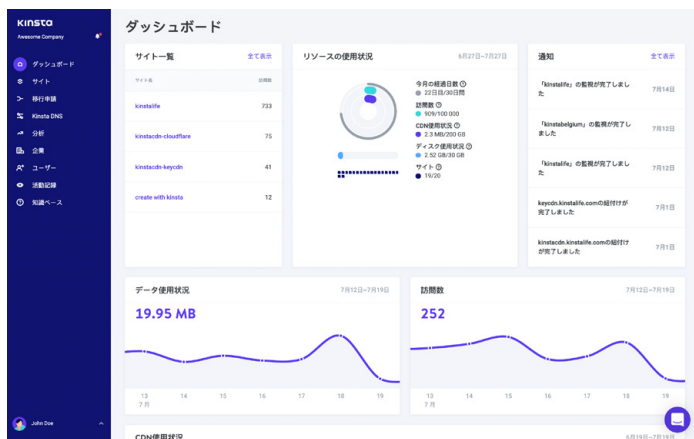 Kinsta
Awesome Company
ダッシュボード
サイト
移行申請
Kinsta DNS
分析
企業
ユーザー
活動記録
知識ベース
John Doe
ダッシュボード
サイト一覧
全て表示
サイト名
訪問数
kinstalife
733
kinstacdn-cloudflare
75
kinstacdn-keycdn
41
create with kinsta
12
リソースの使用状況
6月27日~7月27日
今月の経過日数
22日目/30日間
訪問数
909/100 000
CDN使用状況
2.3 MB/200 GB
ディスク使用状況
2.52 GB/30 GB
サイト
19/20
通知
全て表示
「kinstalife」の監視が完了しまし
た
7月14日
「kinstabelgium」の監視が完了し
ました
7月12日
「kinstalife」の監視が完了しまし
た
7月12日
keycdn.kinstalife.comの紐付けが
完了しました
7月1日
kinstacdn.kinstalife.comの紐付け
が完了しました
7月1日
データ使用状況
7月12日~7月19日
19.95 MB
13 14 15 16 17 18 19
7 月
訪問数
7月12日~7月19日
252
13 14 15 16 17 18 19
7 月
CDN使用状況
6月19日~7月19日